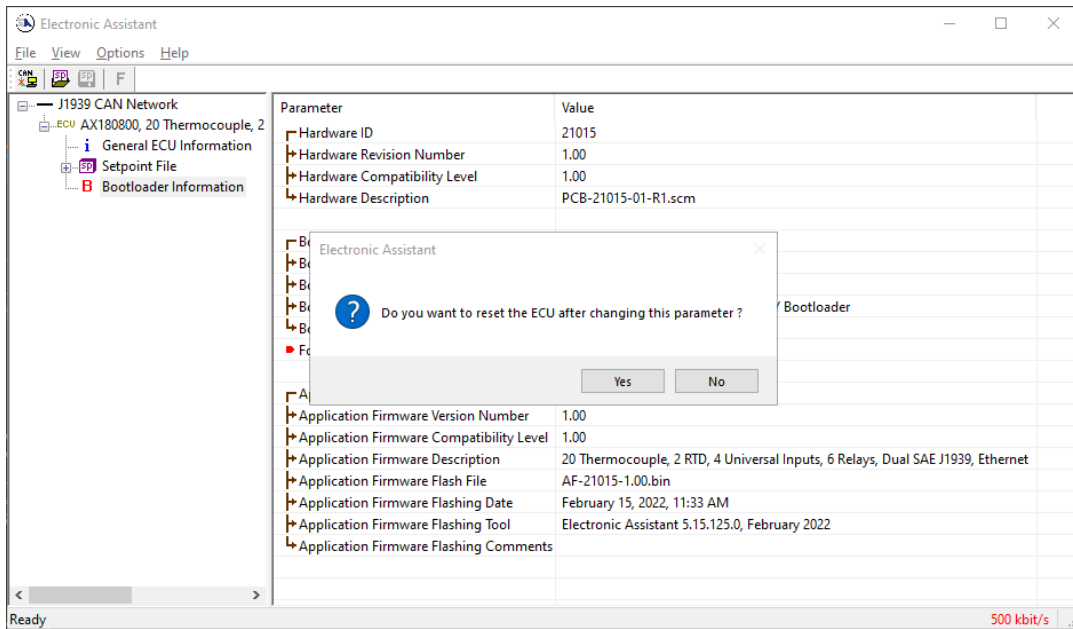 Electronic Assistant
File View Options Help
CAN SP SP F
J1939 CAN Network
ECU AX180800, 20 Thermocouple, 2
i General ECU Information
SP Setpoint File
B Bootloader Information
Parameter Value
Hardware ID 21015
Hardware Revision Number 1.00
Hardware Compatibility Level 1.00
Hardware Description PCB-21015-01-R1.scm
Electronic Assistant
Do you want to reset the ECU after changing this parameter ?
/ Bootloader
Yes No
Application Firmware Version Number 1.00
Application Firmware Compatibility Level 1.00
Application Firmware Description 20 Thermocouple, 2 RTD, 4 Universal Inputs, 6 Relays, Dual SAE J1939, Ethernet
Application Firmware Flash File AF-21015-1.00.bin
Application Firmware Flashing Date February 15, 2022, 11:33 AM
Application Firmware Flashing Tool Electronic Assistant 5.15.125.0, February 2022
Application Firmware Flashing Comments
Ready 500 kbit/s